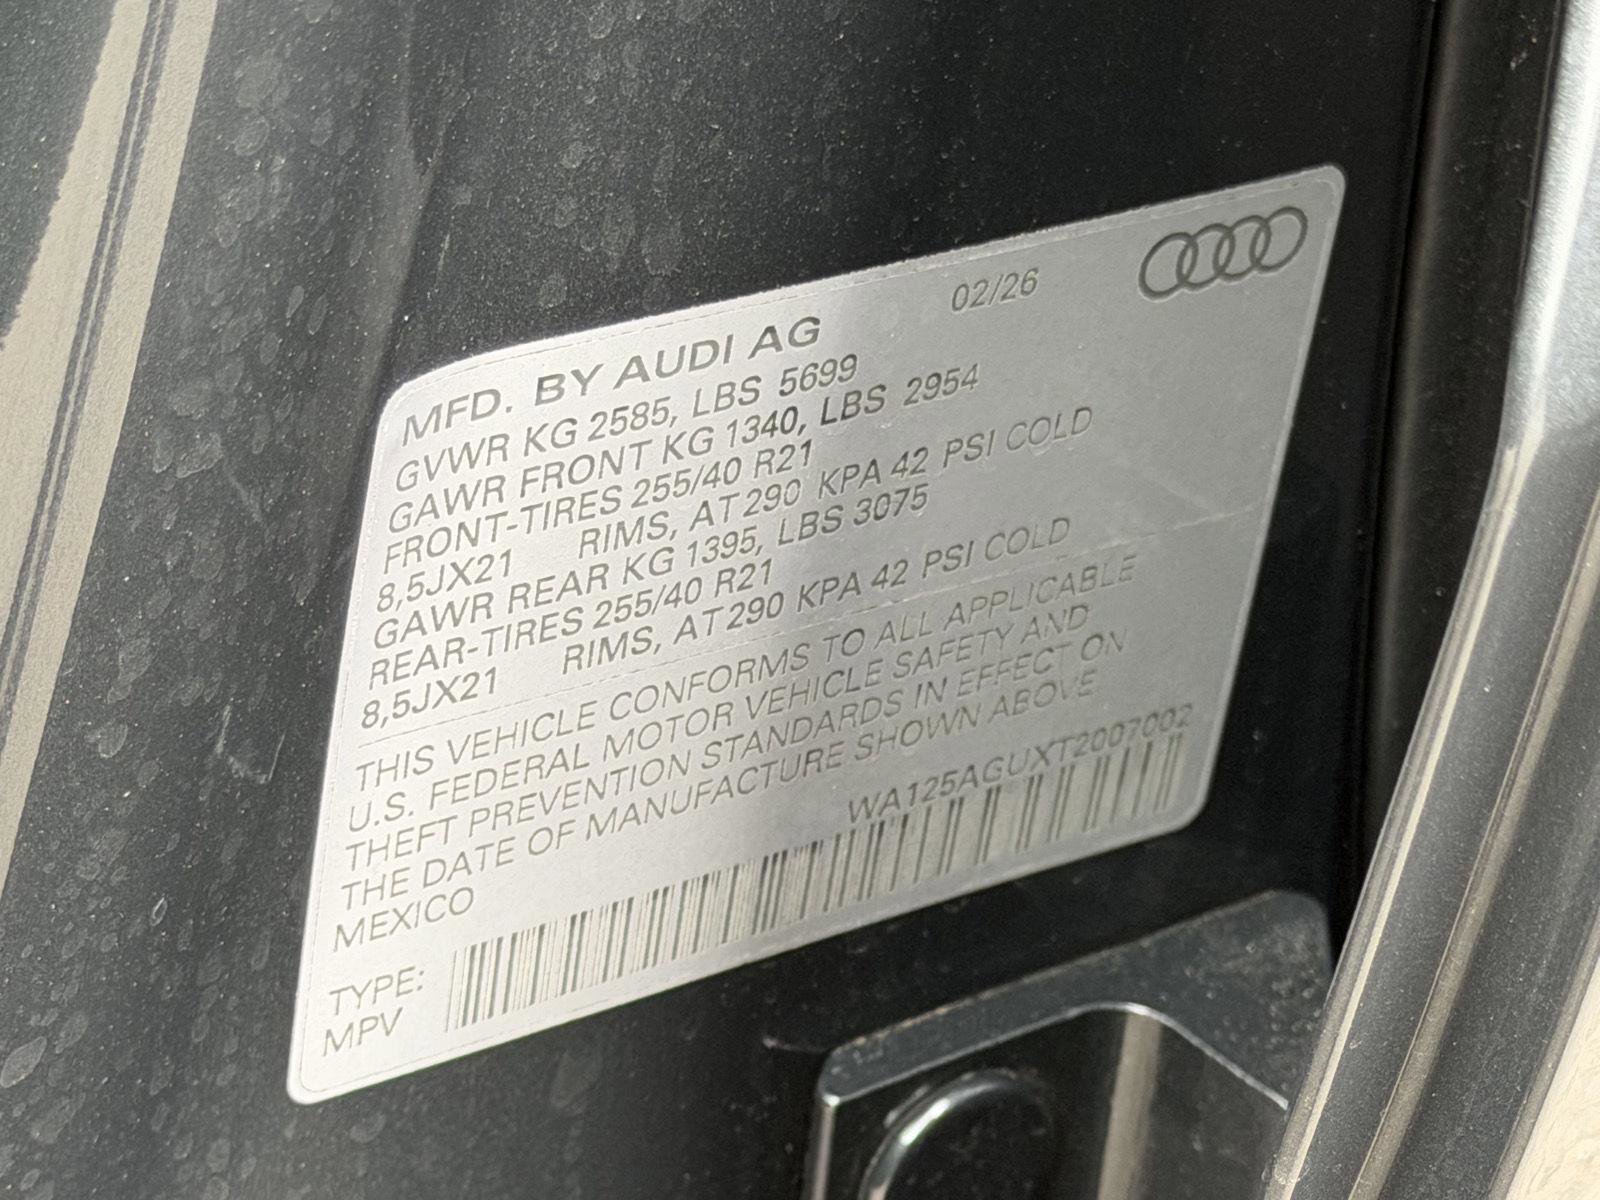 02/26
MFD. BY AUDI AG
GVWR KG 2585, LBS 5699
GAWR FRONT KG 1340, LBS 2954
FRONT-TIRES 255/40 R21
8,5JX21 RIMS, AT 290 KPA 42 PSI COLD
GAWR REAR KG 1395, LBS 3075
REAR-TIRES 255/40 R21
8,5JX21 RIMS, AT 290 KPA 42 PSI COLD
THIS VEHICLE CONFORMS TO ALL APPLICABLE
U.S. FEDERAL MOTOR VEHICLE SAFETY AND
THEFT PREVENTION STANDARDS IN EFFECT ON
THE DATE OF MANUFACTURE SHOWN ABOVE
MEXICO
WA125AGUXT2007002
TYPE:
MPV